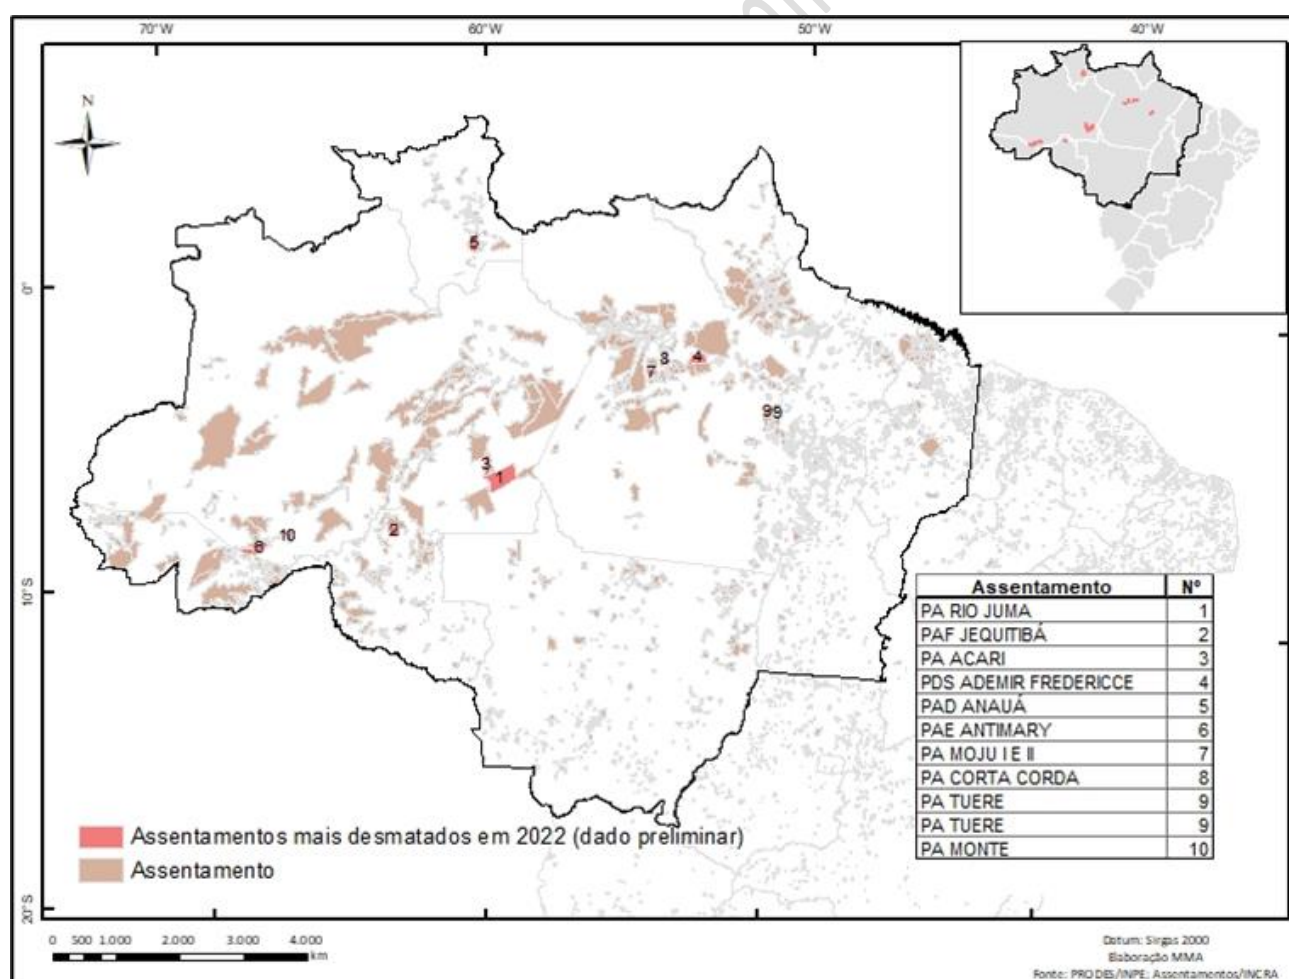 70°W 60°W 50°W 40°W
N
0°
10°S
20°S
5
8
7
4
9 9
3
1
2
10
6
Assentamento Nº
PA RIO JUMA 1
PAF JEQUITIBÁ 2
PA ACARI 3
PDS ADEMIR FREDERICCE 4
PAD ANAUÁ 5
PAE ANTIMARY 6
PA MOJU I E II 7
PA CORTA CORDA 8
PA TUERE 9
PA TUERE 9
PA MONTE 10
Assentamentos mais desmatados em 2022 (dado preliminar)
Assentamento
0 500 1.000 2.000 3.000 4.000
km
Datum: Sirgas 2000
Elaboração MMA
Fonte: PRODES/INPE; Assentamentos/INCRA